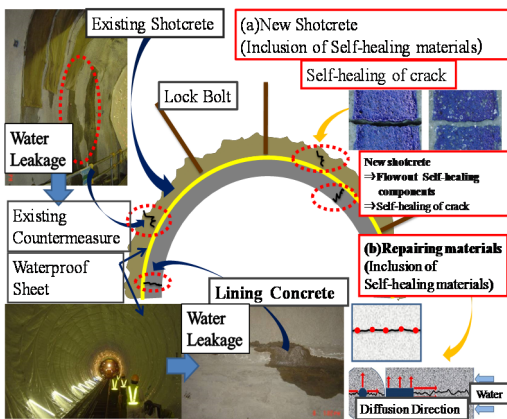 Existing Shotcrete
(a)New Shotcrete
(Inclusion of Self-healing materials)
Self-healing of crack
Lock Bolt
Water
Leakage
New shotcrete
⇒Flowout Self-healing
components
⇒Self-healing of crack
Existing
Countermeasure
(b)Repairing materials
(Inclusion of
Self-healing materials)
Waterproof
Sheet
Lining Concrete
Water
Leakage
Water
Diffusion Direction